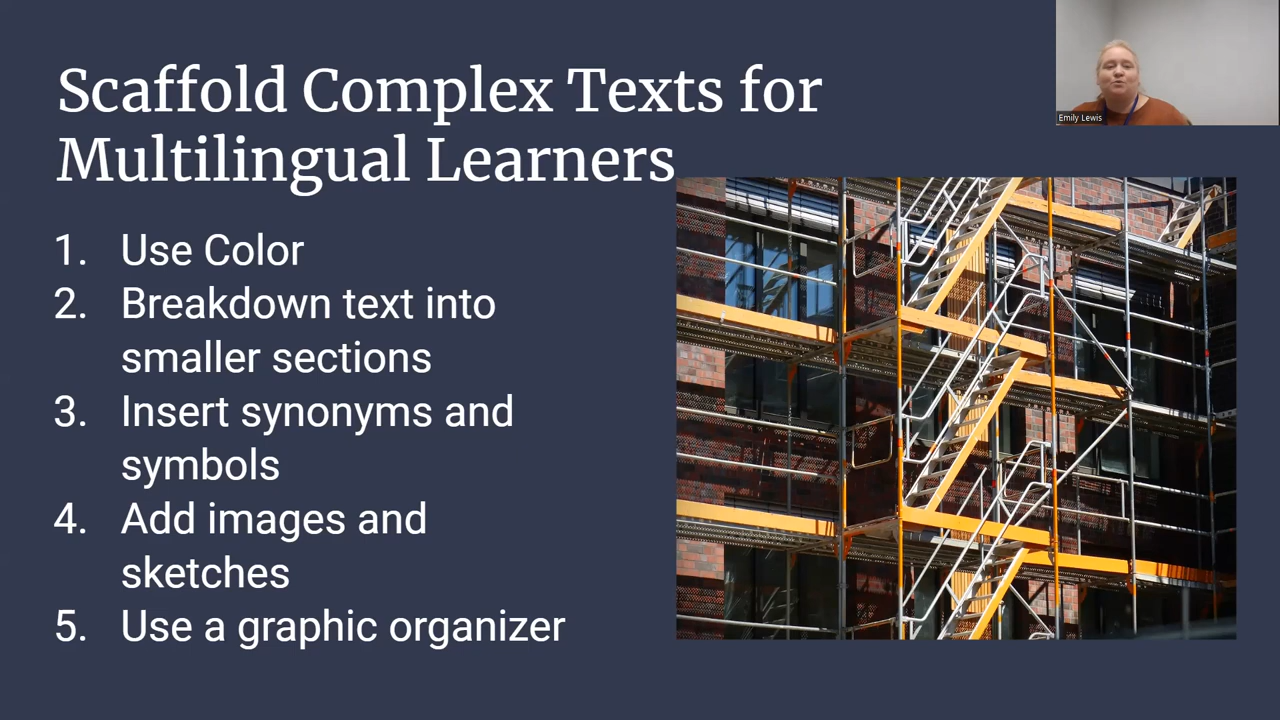 Scaffold Complex Texts for
Multilingual Learners
1. Use Color
2. Breakdown text into
smaller sections
3. Insert synonyms and
symbols
4. Add images and
sketches
5. Use a graphic organizer
Emily Lewis